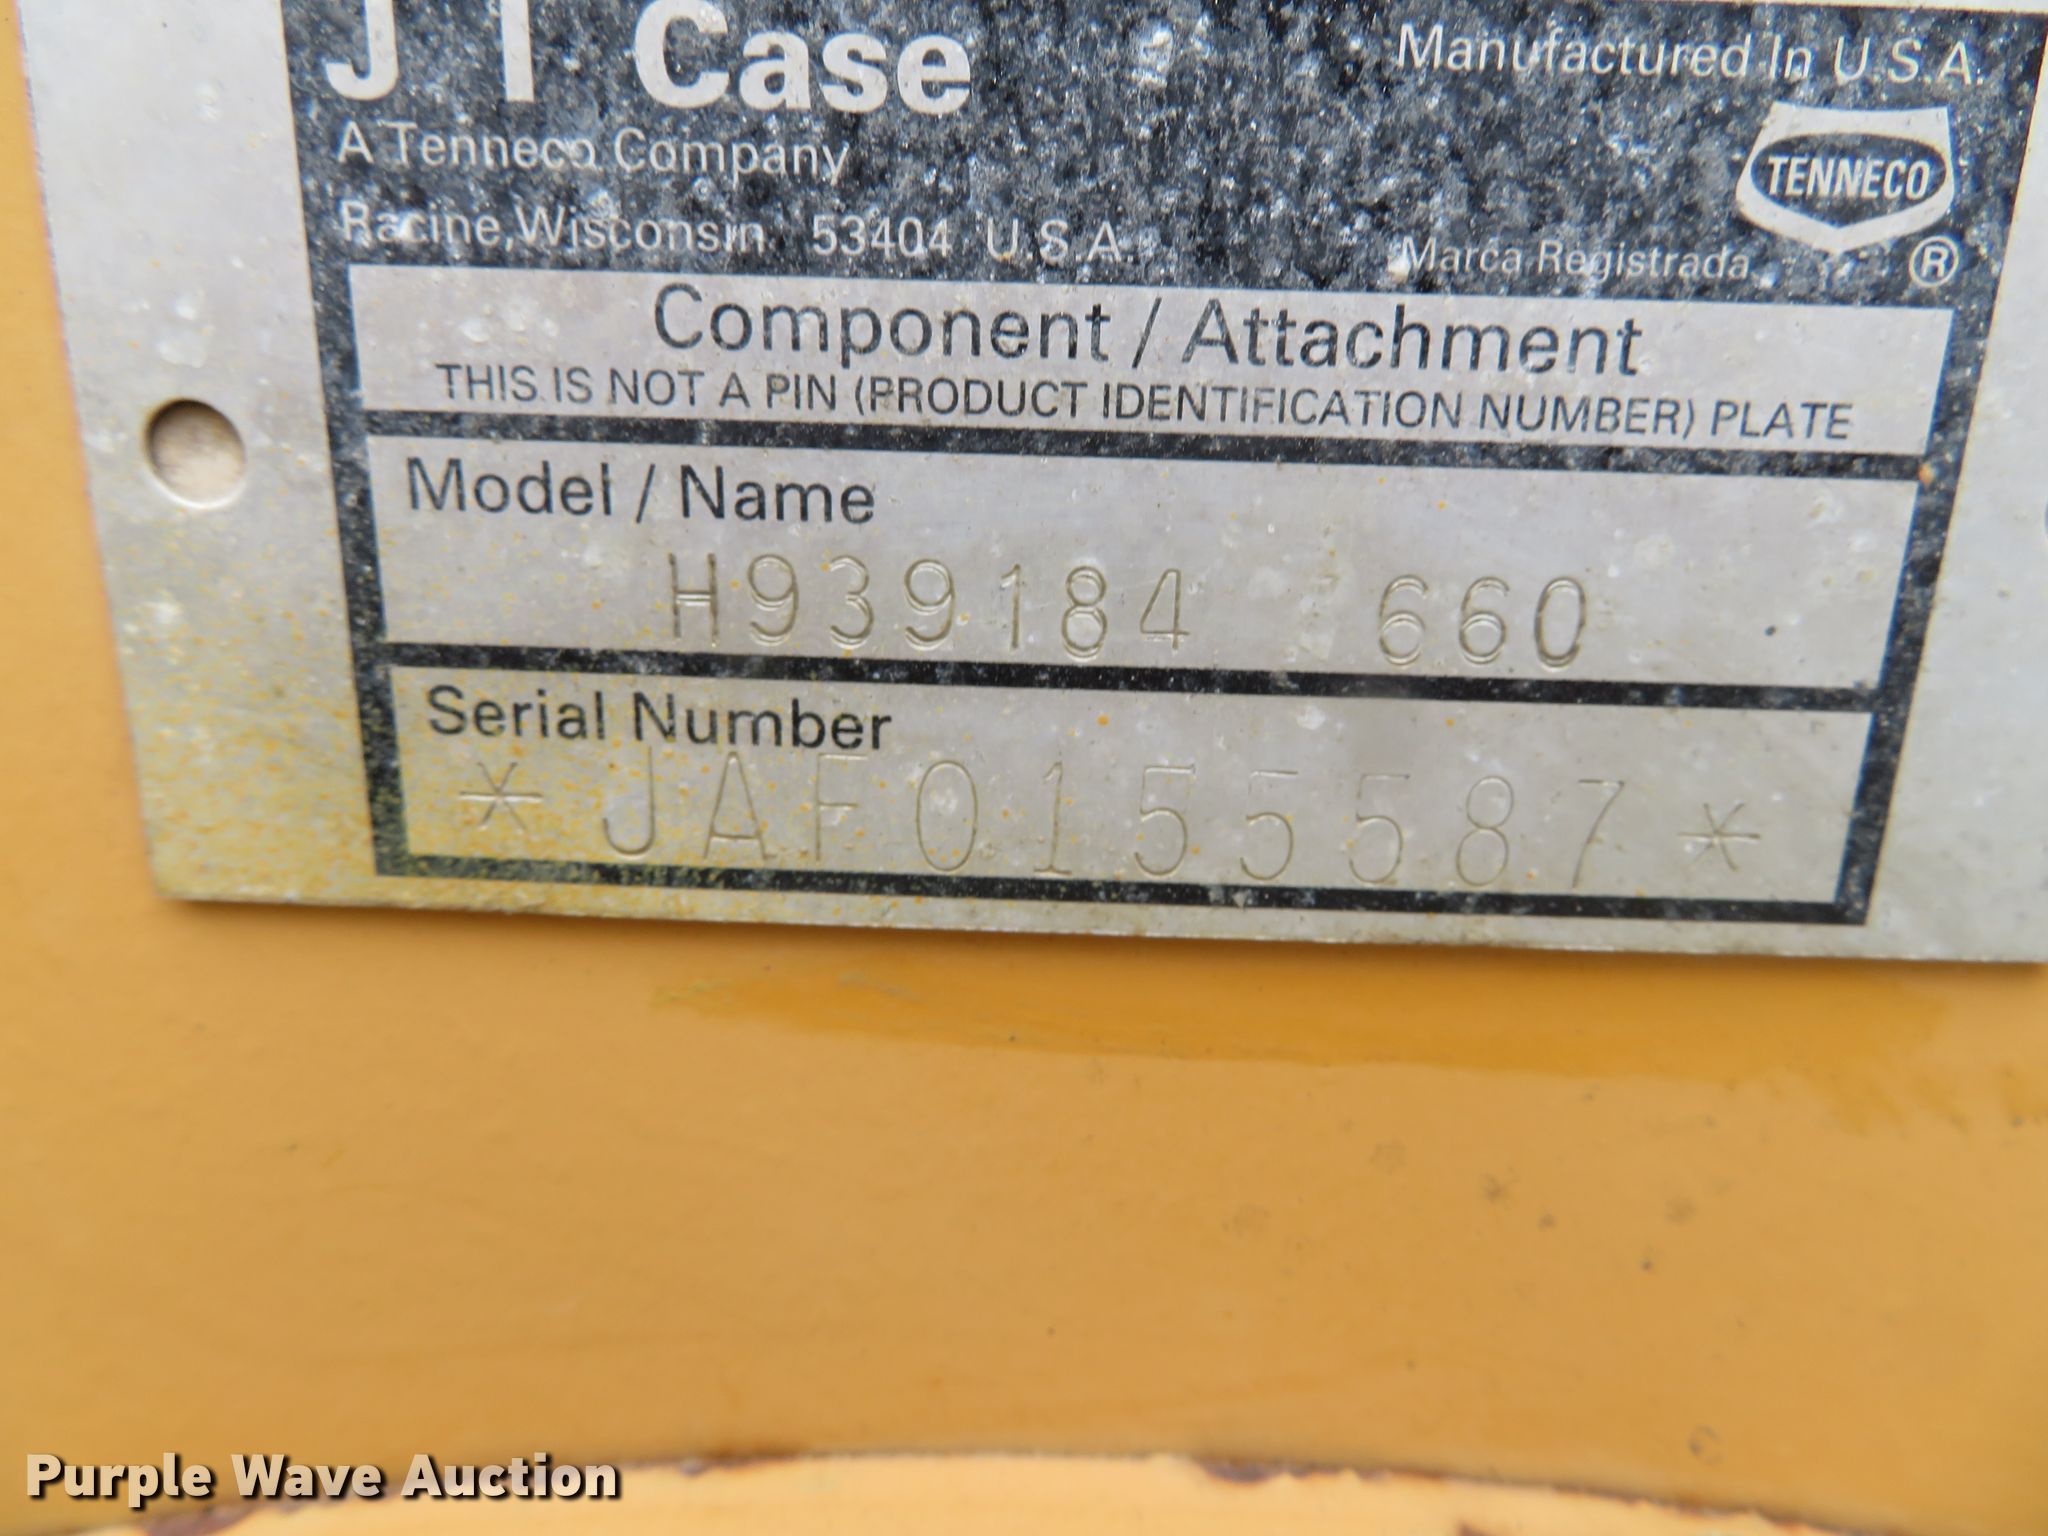 J I Case
Manufactured In U.S.A.
A Tenneco Company
TENNECO
Racine, Wisconsin 53404 U.S.A.
Marca Registrada ®
Component / Attachment
THIS IS NOT A PIN (PRODUCT IDENTIFICATION NUMBER) PLATE
Model / Name
H939184 660
Serial Number
*JAF0155587*
Purple Wave Auction